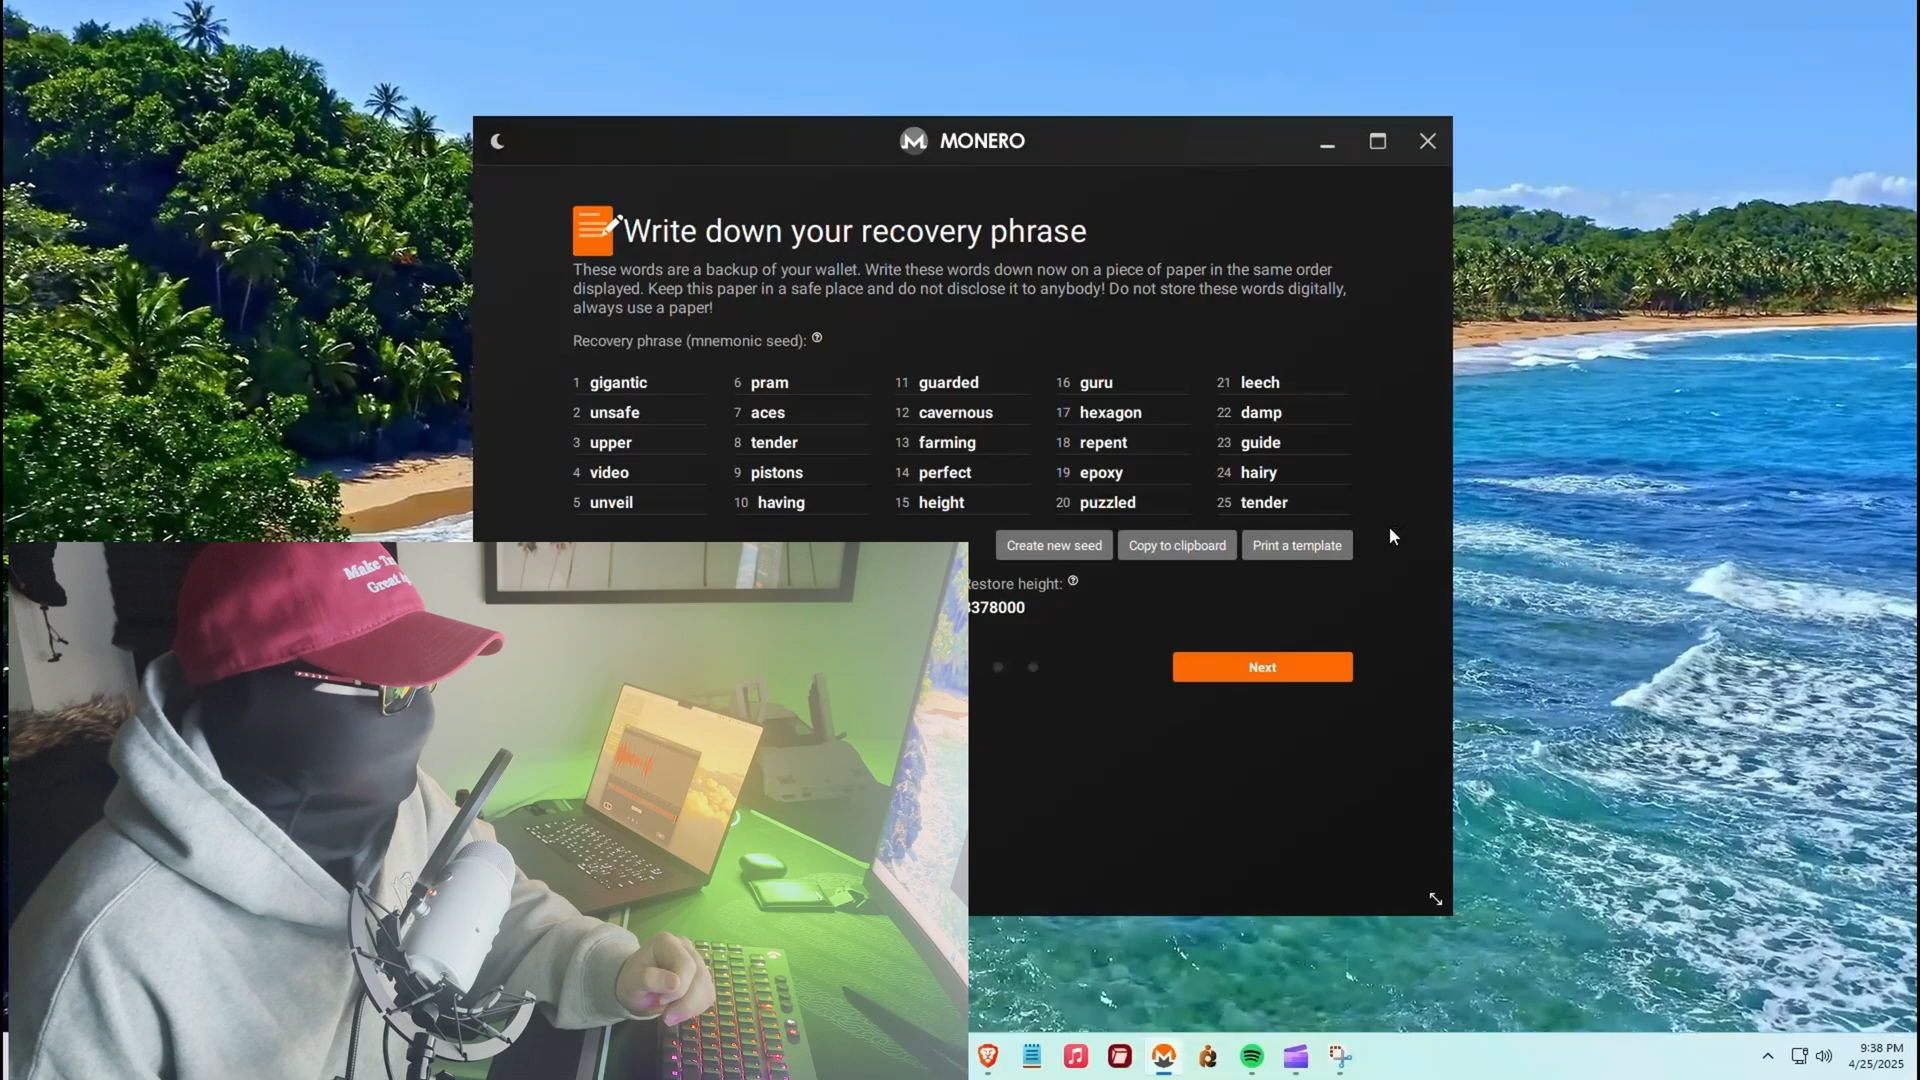 MONERO
Write down your recovery phrase
These words are a backup of your wallet. Write these words down now on a piece of paper in the same order
displayed. Keep this paper in a safe place and do not disclose it to anybody! Do not store these words digitally,
always use a paper!
Recovery phrase (mnemonic seed):
1 gigantic 6 pram 11 guarded 16 guru 21 leech
2 unsafe 7 aces 12 cavernous 17 hexagon 22 damp
3 upper 8 tender 13 farming 18 repent 23 guide
4 video 9 pistons 14 perfect 19 epoxy 24 hairy
5 unveil 10 having 15 height 20 puzzled 25 tender
Create new seed Copy to clipboard Print a template
height:
378000
Next
Make
Great
PRADA
9:38 PM
4/25/2025